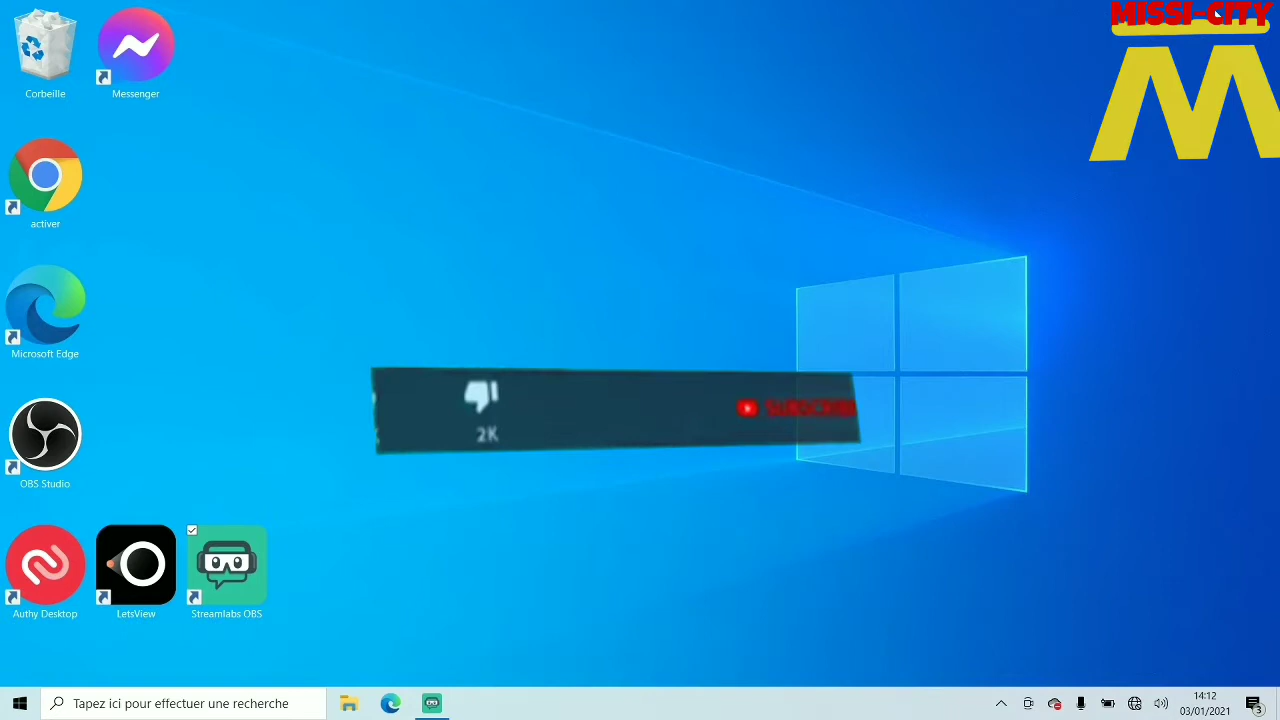 MISSI-CITY
M
Corbeille
Messenger
activer
Microsoft Edge
2K
OBS Studio
Authy Desktop
LetsView
Streamlabs OBS
Tapez ici pour effectuer une recherche
14:12
03/01/2021
3